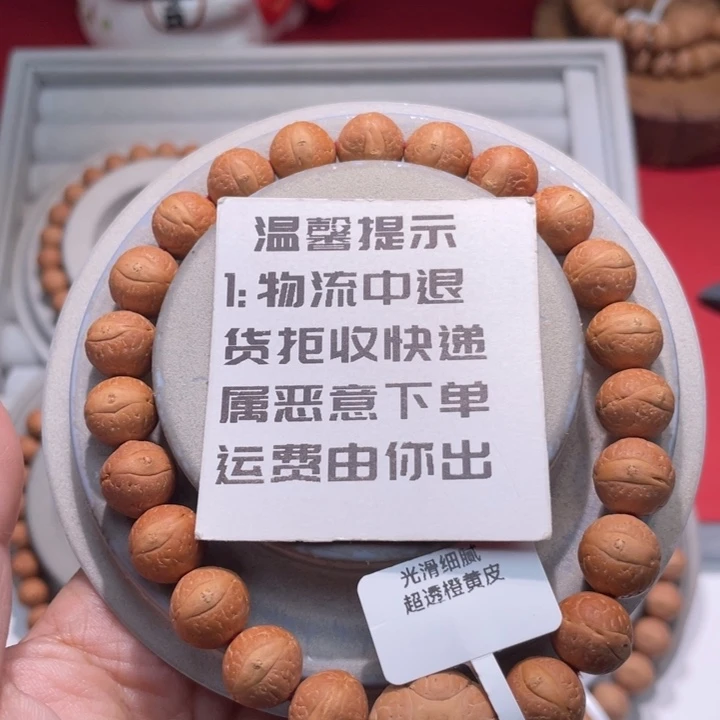 温馨提示
1:物流中退
货拒收快递
属恶意下单
运费由你出
光滑细腻
超透橙黄皮